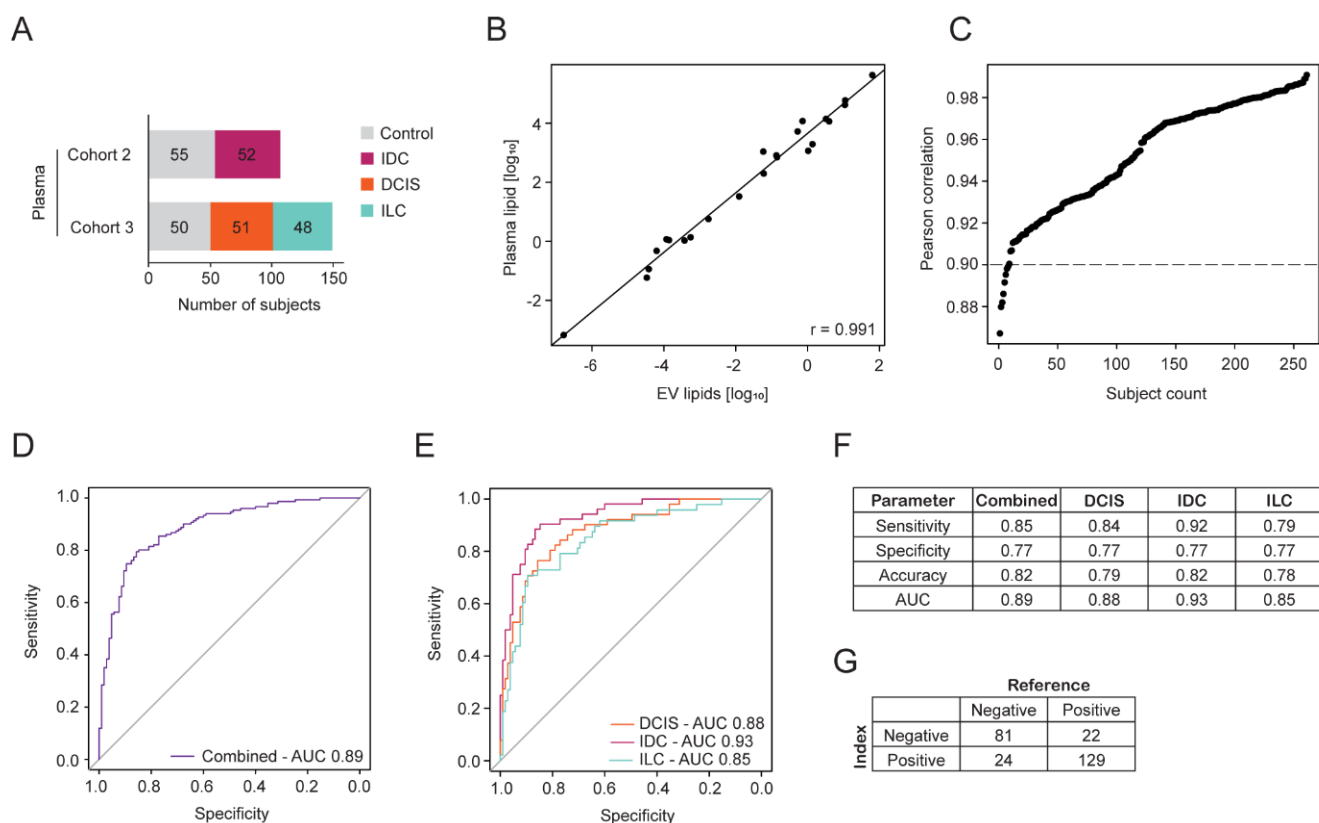 A
Plasma
Cohort 2
Cohort 3
55
52
50
51
48
Control
IDC
DCIS
ILC
0
50
100
150
Number of subjects
B
Plasma lipid [log₁₀]
4
2
0
-2
-6
-4
-2
0
2
r = 0.991
EV lipids [log₁₀]
C
Pearson correlation
0.98
0.96
0.94
0.92
0.90
0.88
0
50
100
150
200
250
Subject count
D
Sensitivity
1.0
0.8
0.6
0.4
0.2
0.0
Combined - AUC 0.89
1.0
0.8
0.6
0.4
0.2
0.0
Specificity
E
Sensitivity
1.0
0.8
0.6
0.4
0.2
0.0
DCIS - AUC 0.88
IDC - AUC 0.93
ILC - AUC 0.85
1.0
0.8
0.6
0.4
0.2
0.0
Specificity
F
Parameter Combined DCIS IDC ILC
Sensitivity 0.85 0.84 0.92 0.79
Specificity 0.77 0.77 0.77 0.77
Accuracy 0.82 0.79 0.82 0.78
AUC 0.89 0.88 0.93 0.85
G
Reference
Index
Negative Positive
Negative 81 22
Positive 24 129